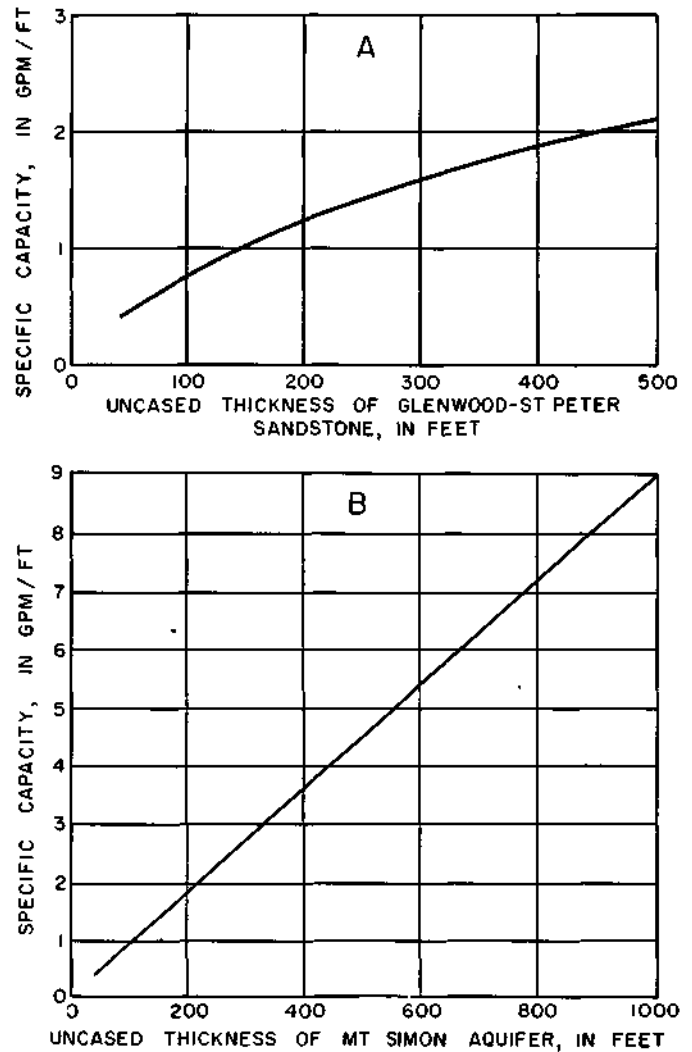 A
SPECIFIC CAPACITY, IN GPM/FT
3
2
1
0
0 100 200 300 400 500
UNCASED THICKNESS OF GLENWOOD-ST PETER
SANDSTONE, IN FEET
B
SPECIFIC CAPACITY, IN GPM/FT
9
8
7
6
5
4
3
2
1
0
0 200 400 600 800 1000
UNCASED THICKNESS OF MT SIMON AQUIFER, IN FEET